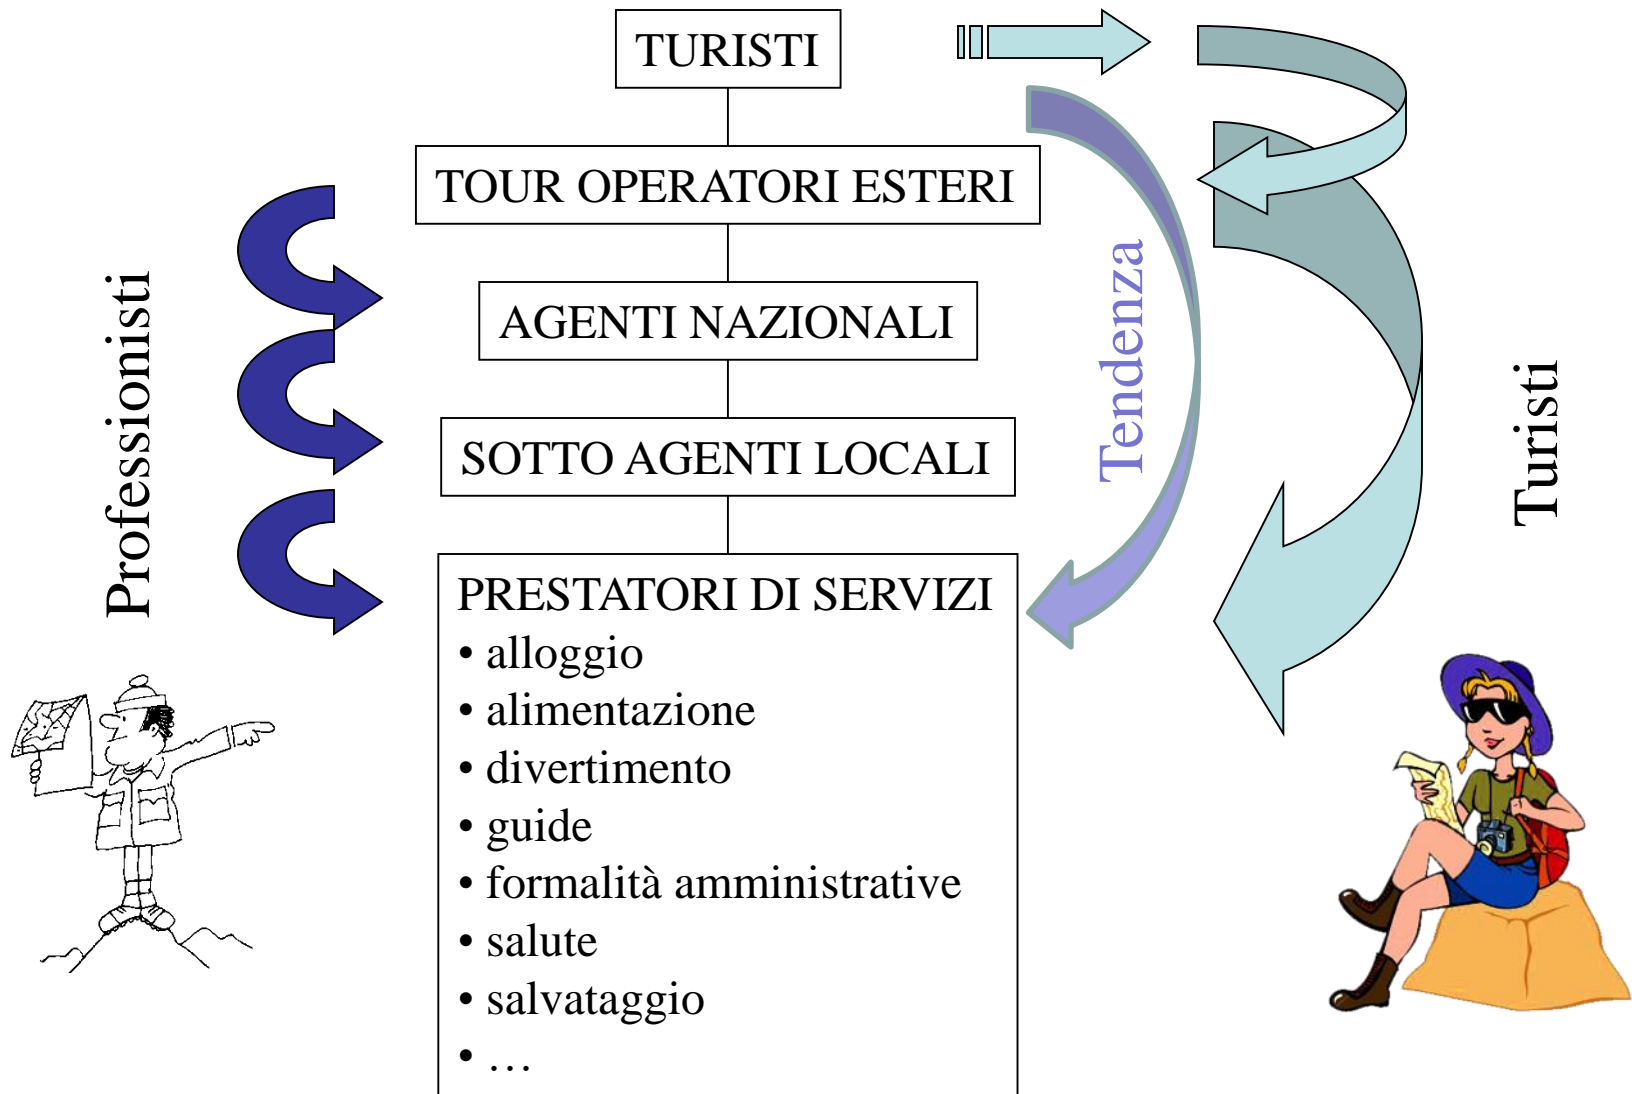 TURISTI
TOUR OPERATORI ESTERI
AGENTI NAZIONALI
SOTTO AGENTI LOCALI
PRESTATORI DI SERVIZI
• alloggio
• alimentazione
• divertimento
• guide
• formalità amministrative
• salute
• salvataggio
• …
Professionisti
Tendenza
Turisti